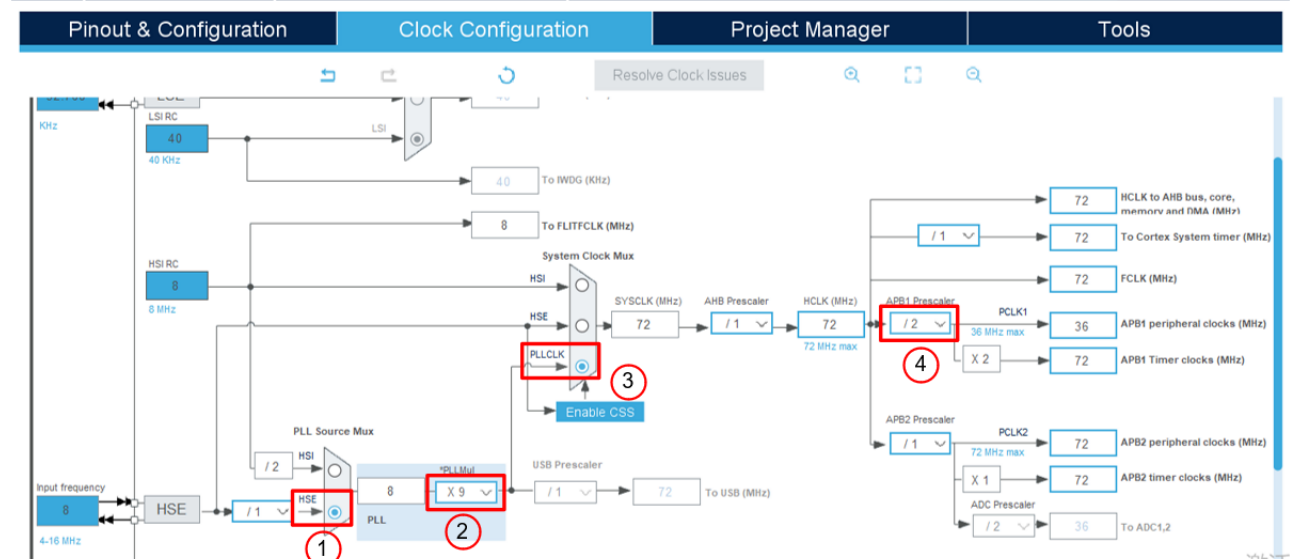 Pinout & Configuration
Clock Configuration
Project Manager
Tools
Resolve Clock Issues
KHz
LSI RC
40
40 KHz
LSI
40
To IWDG (KHz)
8
To FLITFCLK (MHz)
HSI RC
8
8 MHz
System Clock Mux
HSI
HSE
PLLCLK
3
Enable CSS
SYSCLK (MHz)
72
AHB Prescaler
/ 1
HCLK (MHz)
72
72 MHz max
72
HCLK to AHB bus, core,
memory and DMA (MHz)
/ 1
72
To Cortex System timer (MHz)
72
FCLK (MHz)
APB1 Prescaler
/ 2
4
PCLK1
36 MHz max
36
APB1 peripheral clocks (MHz)
X 2
72
APB1 Timer clocks (MHz)
APB2 Prescaler
/ 1
PCLK2
72 MHz max
72
APB2 peripheral clocks (MHz)
X 1
72
APB2 timer clocks (MHz)
ADC Prescaler
/ 2
36
To ADC1,2
PLL Source Mux
/ 2
HSI
Input frequency
8
4-16 MHz
HSE
/ 1
HSE
1
8
PLL
*PLLMul
X 9
2
USB Prescaler
/ 1
72
To USB (MHz)